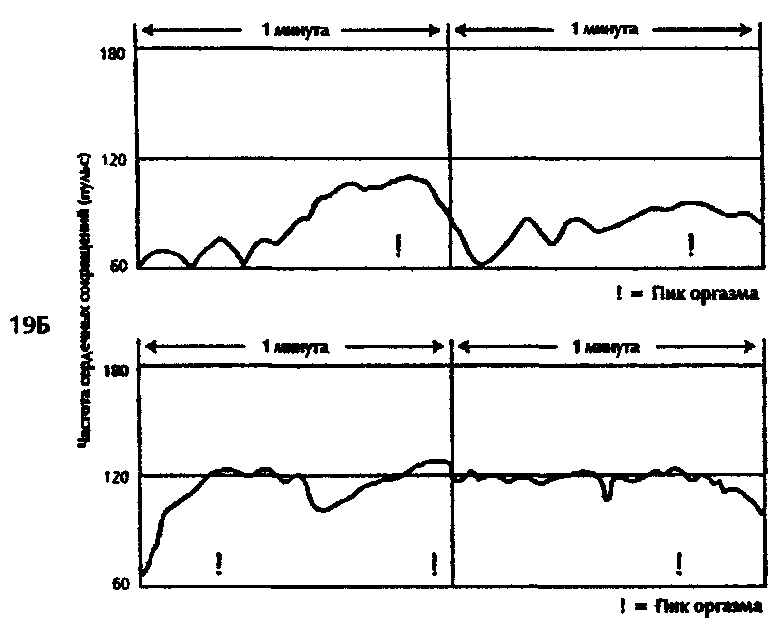 1 минута 1 минута
180
120
60
!
!
! = Пик оргазма
19Б
Частота сердечных сокращений (пульс)
1 минута 1 минута
180
120
60
! ! !
! = Пик оргазма